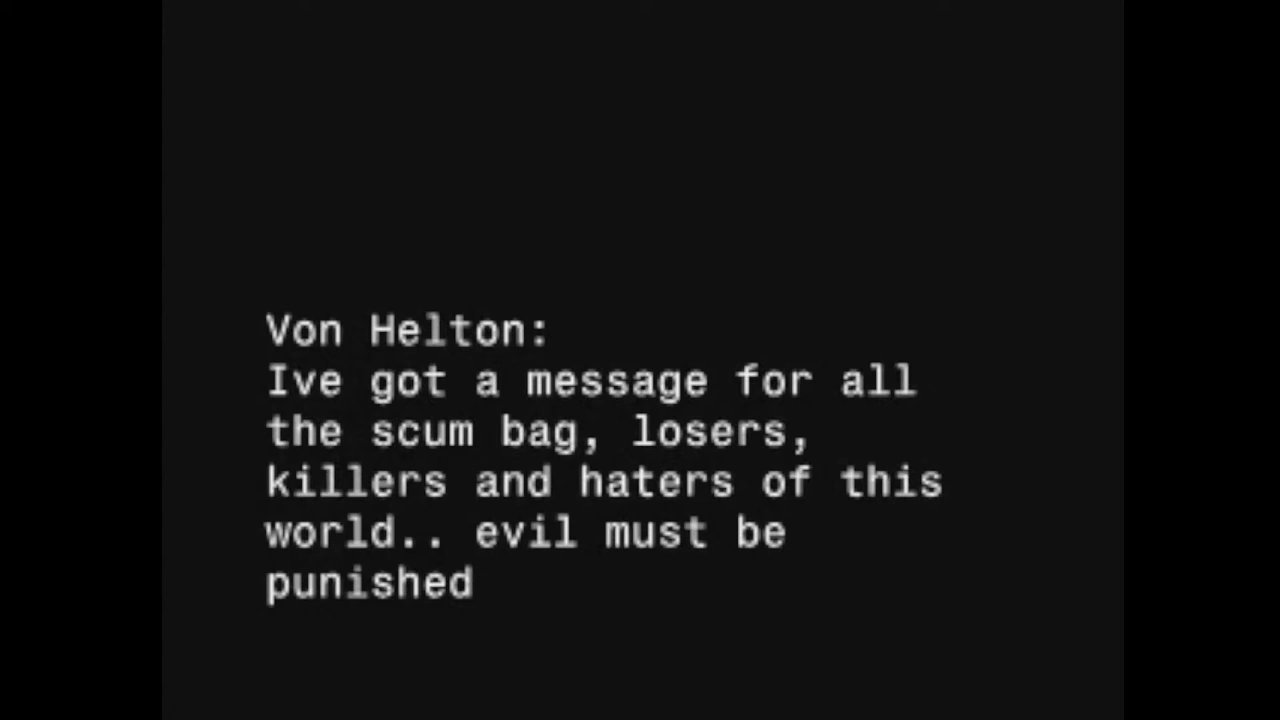 Von Helton:
Ive got a message for all
the scum bag, losers,
killers and haters of this
world.. evil must be
punished